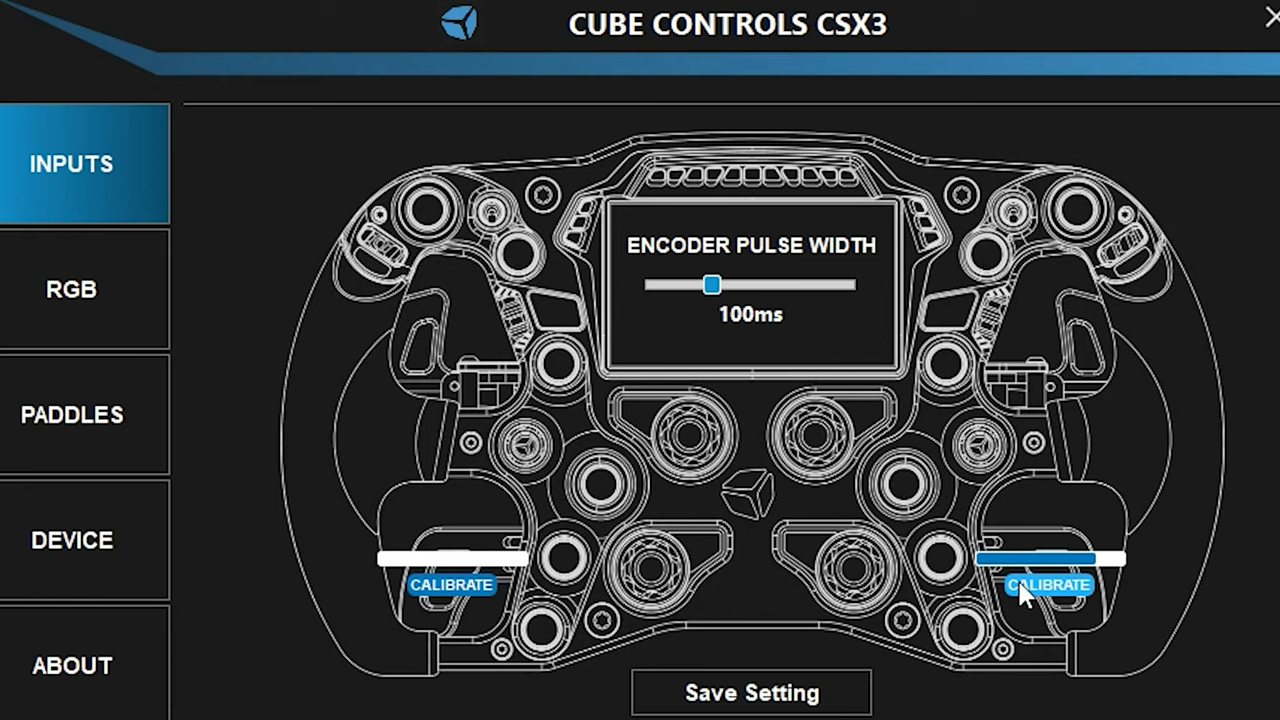 CUBE CONTROLS CSX3
INPUTS
RGB
PADDLES
DEVICE
ABOUT
ENCODER PULSE WIDTH
100ms
CALIBRATE
CALIBRATE
Save Setting